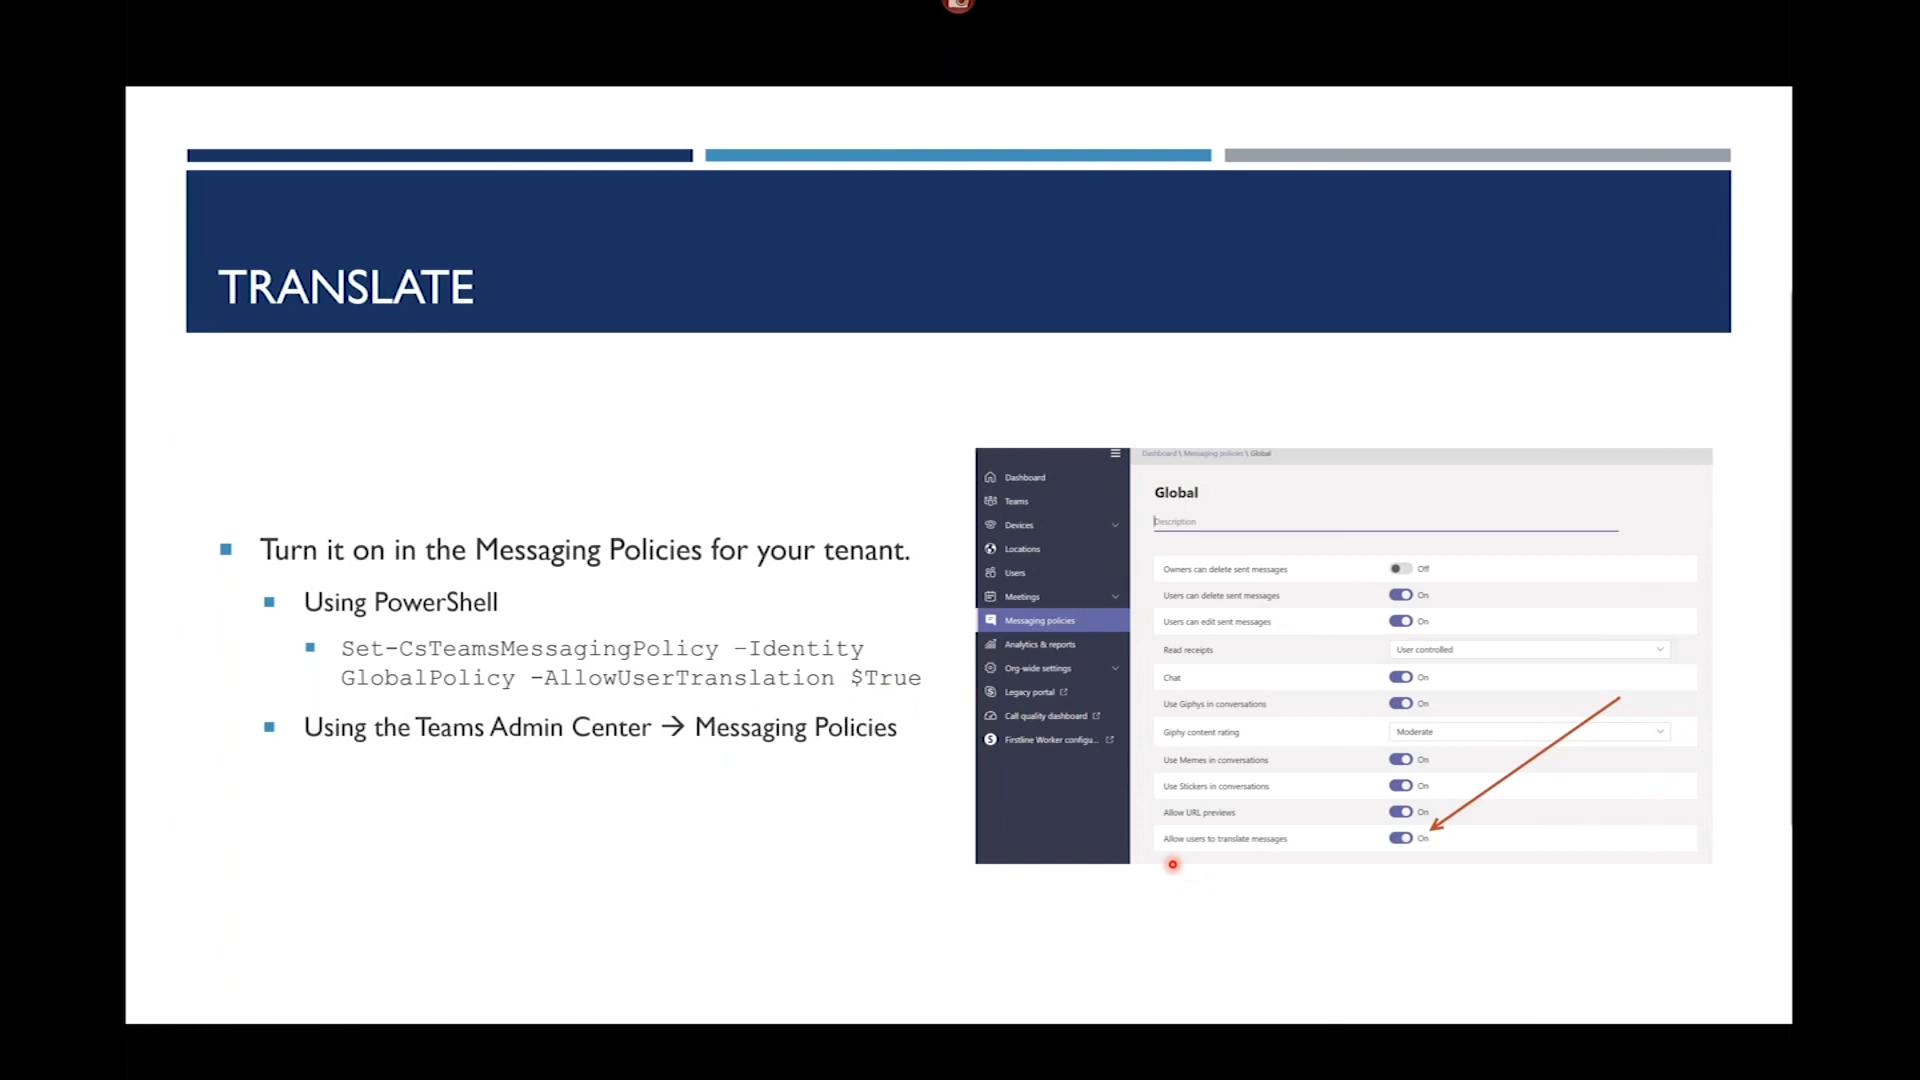 TRANSLATE
Turn it on in the Messaging Policies for your tenant.
Using PowerShell
Set-CsTeamsMessagingPolicy –Identity
GlobalPolicy -AllowUserTranslation $True
Using the Teams Admin Center → Messaging Policies
Dashboard \ Messaging policies \ Global
Dashboard
Teams
Devices
Locations
Users
Meetings
Messaging policies
Analytics & reports
Org-wide settings
Legacy portal
Call quality dashboard
Firstline Worker configu...
Global
Description
Owners can delete sent messages Off
Users can delete sent messages On
Users can edit sent messages On
Read receipts User controlled
Chat On
Use Giphys in conversations On
Giphy content rating Moderate
Use Memes in conversations On
Use Stickers in conversations On
Allow URL previews On
Allow users to translate messages On